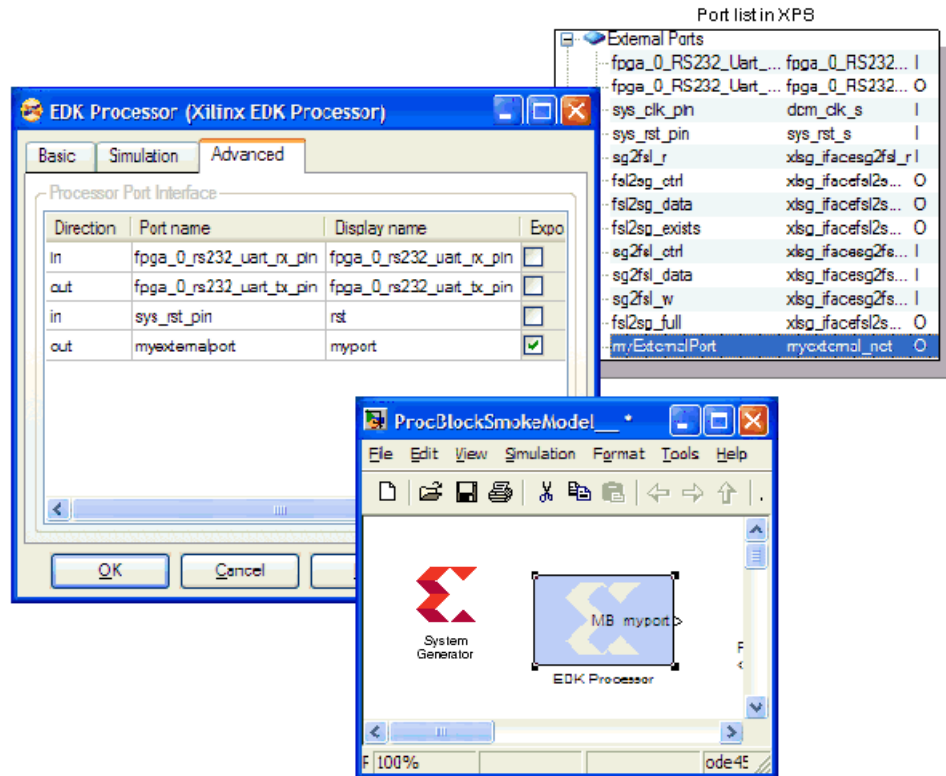 Port list in XPS
External Ports
fpga_0_RS232_Uart_... fpga_0_RS232... I
fpga_0_RS232_Uart_... fpga_0_RS232... O
sys_clk_pin dcm_clk_s I
sys_rst_pin sys_rst_s I
sg2fsl_r xlsg_ifacesg2fsl_r I
fsl2sg_ctrl xlsg_ifacefsl2s... O
fsl2sg_data xlsg_ifacefsl2s... O
fsl2sg_exists xlsg_ifacefsl2s... O
sg2fsl_ctrl xlsg_ifacesg2fs... I
sg2fsl_data xlsg_ifacesg2fs... I
sg2fsl_w xlsg_ifacesg2fs... I
fsl2sg_full xlsg_ifacefsl2s... O
myExternalPort myexternal_net O
EDK Processor (Xilinx EDK Processor)
Basic Simulation Advanced
Processor Port Interface
Direction Port name Display name Expo
in fpga_0_rs232_uart_rx_pin fpga_0_rs232_uart_rx_pin
out fpga_0_rs232_uart_tx_pin fpga_0_rs232_uart_tx_pin
in sys_rst_pin rst
out myexternalport myport
OK Cancel
ProcBlockSmokeModel__ *
File Edit View Simulation Format Tools Help
MB myport
System
Generator
EDK Processor
F 100% ode45